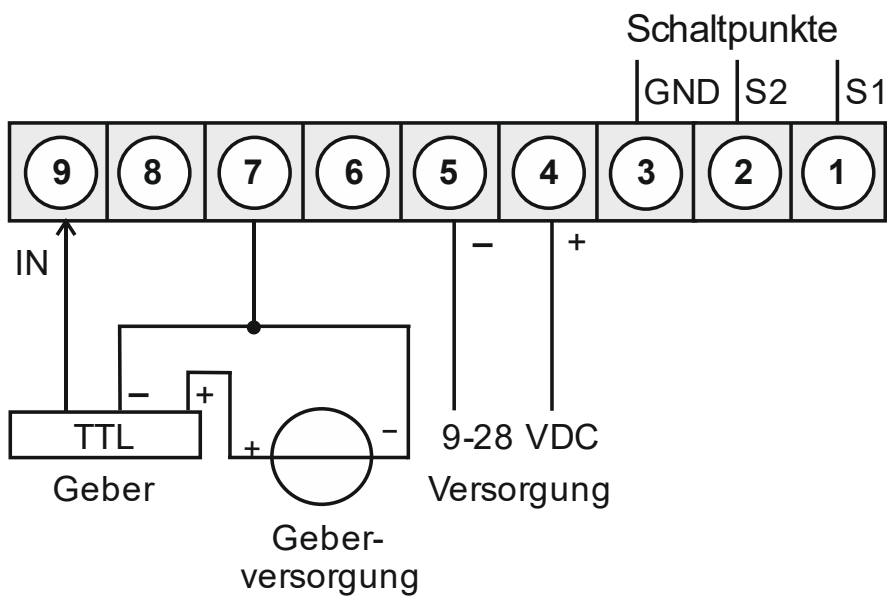 Schaltpunkte
GND S2 S1
9 8 7 6 5 4 3 2 1
IN
– +
– +
TTL
+ –
9-28 VDC
Geber
Versorgung
Geber-
versorgung